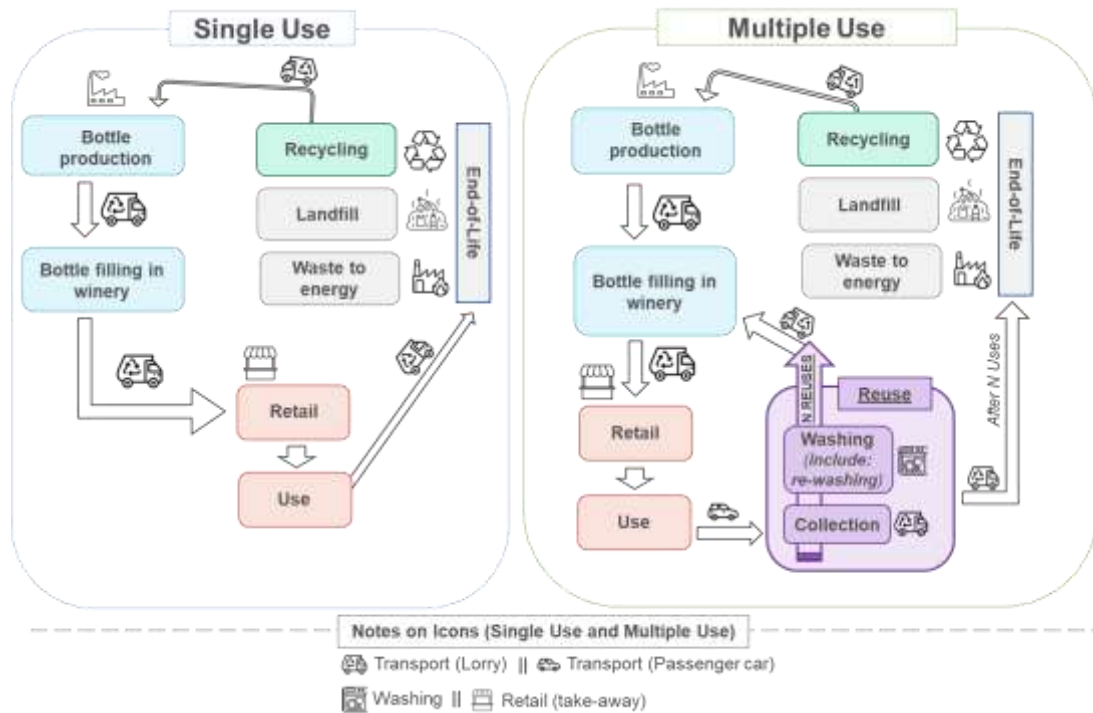 Single Use
Bottle
production
Bottle filling in
winery
Recycling
Landfill
Waste to
energy
End-of-Life
Retail
Use
Multiple Use
Bottle
production
Bottle filling in
winery
Recycling
Landfill
Waste to
energy
End-of-Life
Retail
Use
N REUSES
Reuse
Washing
(include:
re-washing)
Collection
After N Uses
Notes on Icons (Single Use and Multiple Use)
Transport (Lorry) || Transport (Passenger car)
Washing || Retail (take-away)